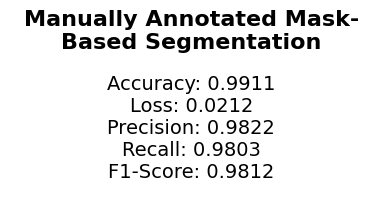 Manually Annotated Mask-
Based Segmentation
Accuracy: 0.9911
Loss: 0.0212
Precision: 0.9822
Recall: 0.9803
F1-Score: 0.9812